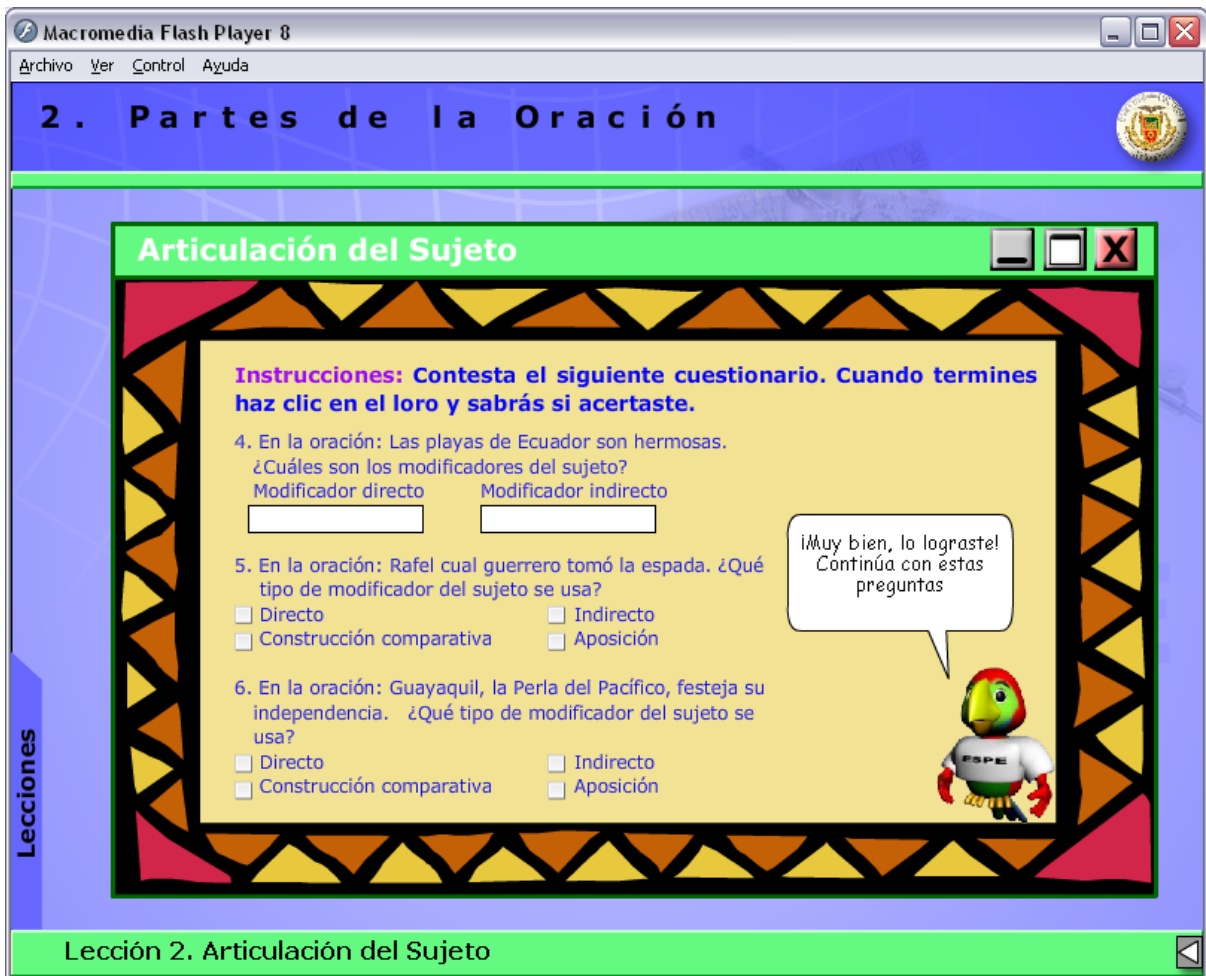 Macromedia Flash Player 8
Archivo Ver Control Ayuda
2. Partes de la Oración
Articulación del Sujeto
X
Instrucciones: Contesta el siguiente cuestionario. Cuando termines
haz clic en el loro y sabrás si acertaste.
4. En la oración: Las playas de Ecuador son hermosas.
¿Cuáles son los modificadores del sujeto?
Modificador directo Modificador indirecto
5. En la oración: Rafel cual guerrero tomó la espada. ¿Qué
tipo de modificador del sujeto se usa?
Directo Indirecto
Construcción comparativa Aposición
6. En la oración: Guayaquil, la Perla del Pacífico, festeja su
independencia. ¿Qué tipo de modificador del sujeto se
usa?
Directo Indirecto
Construcción comparativa Aposición
¡Muy bien, lo lograste!
Continúa con estas
preguntas
ESPE
Lecciones
Lección 2. Articulación del Sujeto